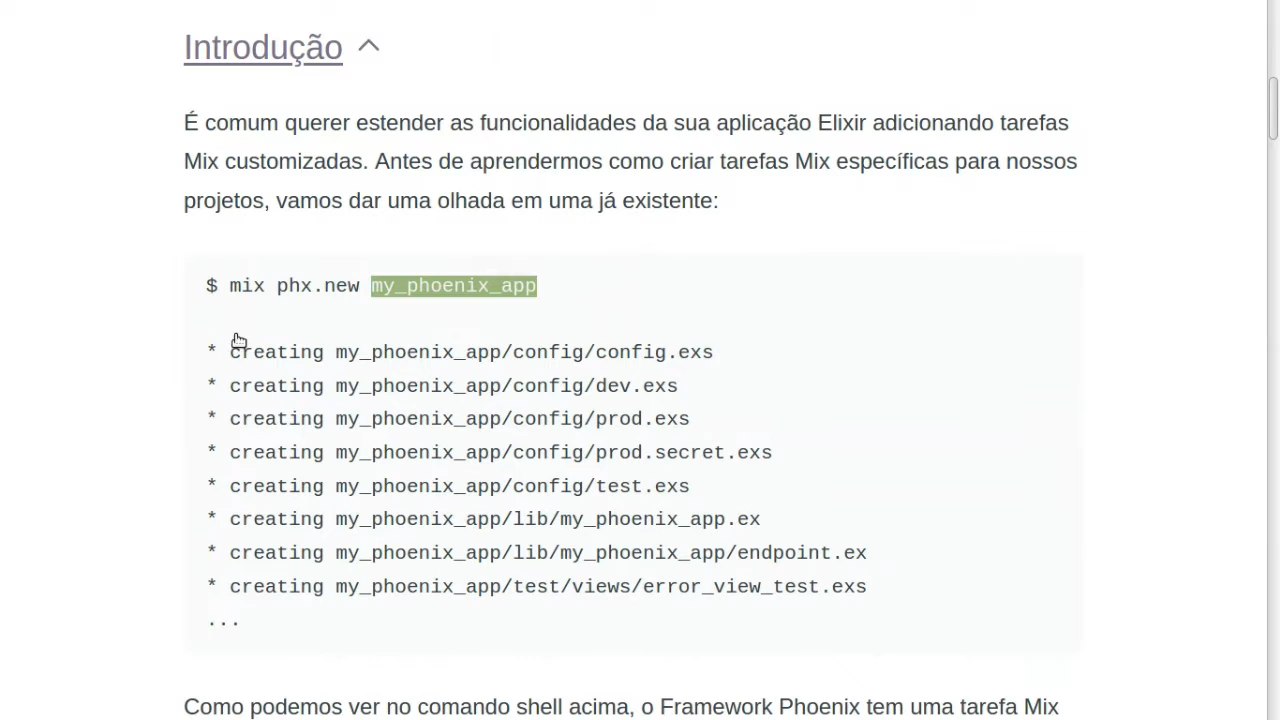 Introdução
É comum querer estender as funcionalidades da sua aplicação Elixir adicionando tarefas
Mix customizadas. Antes de aprendermos como criar tarefas Mix específicas para nossos
projetos, vamos dar uma olhada em uma já existente:
$ mix phx.new my_phoenix_app
* creating my_phoenix_app/config/config.exs
* creating my_phoenix_app/config/dev.exs
* creating my_phoenix_app/config/prod.exs
* creating my_phoenix_app/config/prod.secret.exs
* creating my_phoenix_app/config/test.exs
* creating my_phoenix_app/lib/my_phoenix_app.ex
* creating my_phoenix_app/lib/my_phoenix_app/endpoint.ex
* creating my_phoenix_app/test/views/error_view_test.exs
...
Como podemos ver no comando shell acima, o Framework Phoenix tem uma tarefa Mix